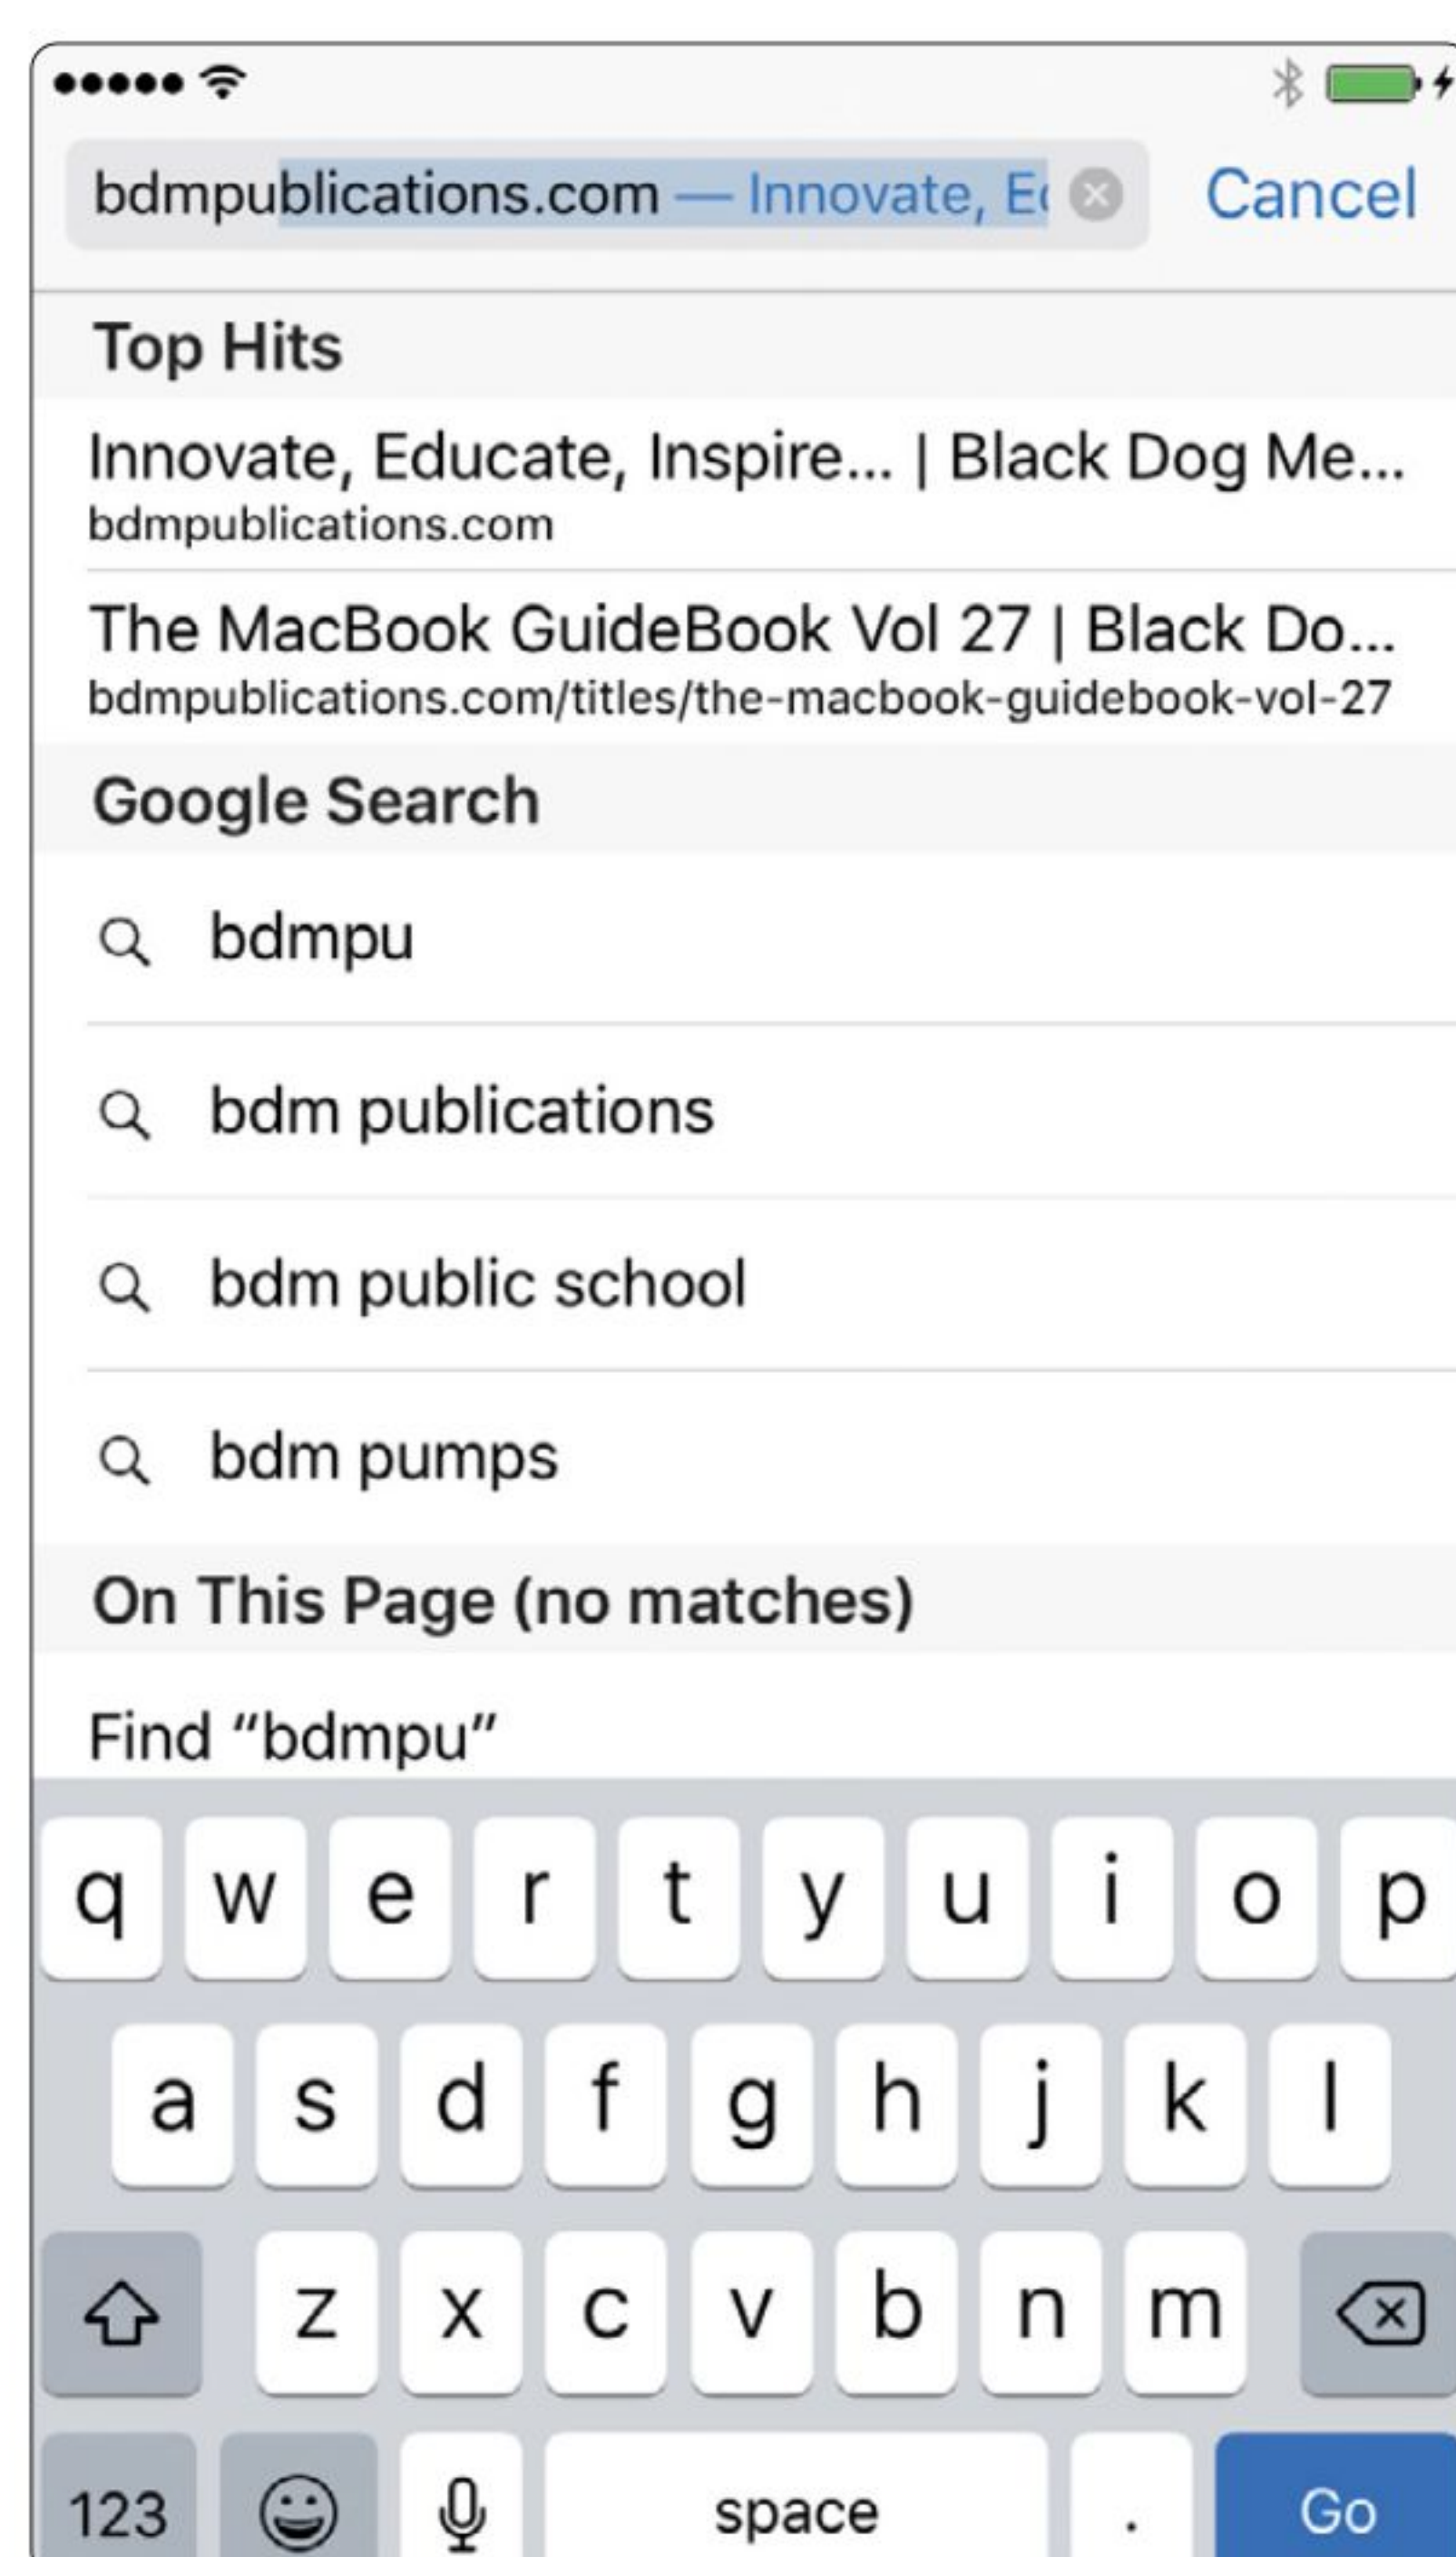 bdmpublications.com — Innovate, Ed
Cancel
Top Hits
Innovate, Educate, Inspire... | Black Dog Me...
bdmpublications.com
The MacBook GuideBook Vol 27 | Black Do...
bdmpublications.com/titles/the-macbook-guidebook-vol-27
Google Search
bdmpu
bdm publications
bdm public school
bdm pumps
On This Page (no matches)
Find “bdmpu”
q w e r t y u i o p
a s d f g h j k l
z x c v b n m
123 space . Go